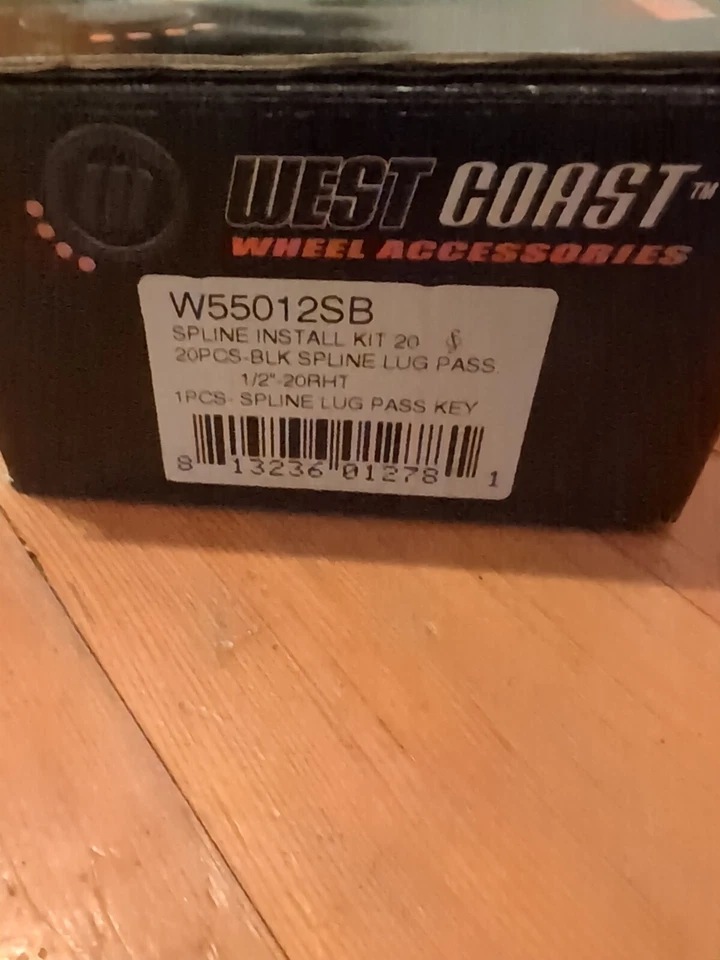 WEST COAST™
WHEEL ACCESSORIES
W55012SB
SPLINE INSTALL KIT 20
20PCS-BLK SPLINE LUG PASS.
1/2"-20RHT
1PCS- SPLINE LUG PASS KEY
8 13236 01278 1